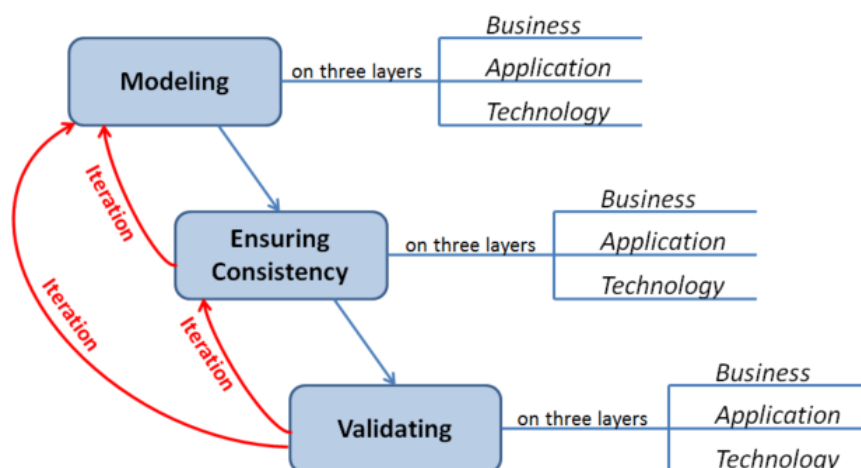 Business
Modeling
on three layers
Application
Technology
Iteration
Business
Ensuring
Consistency
on three layers
Application
Technology
Iteration
Iteration
Business
Validating
on three layers
Application
Technology